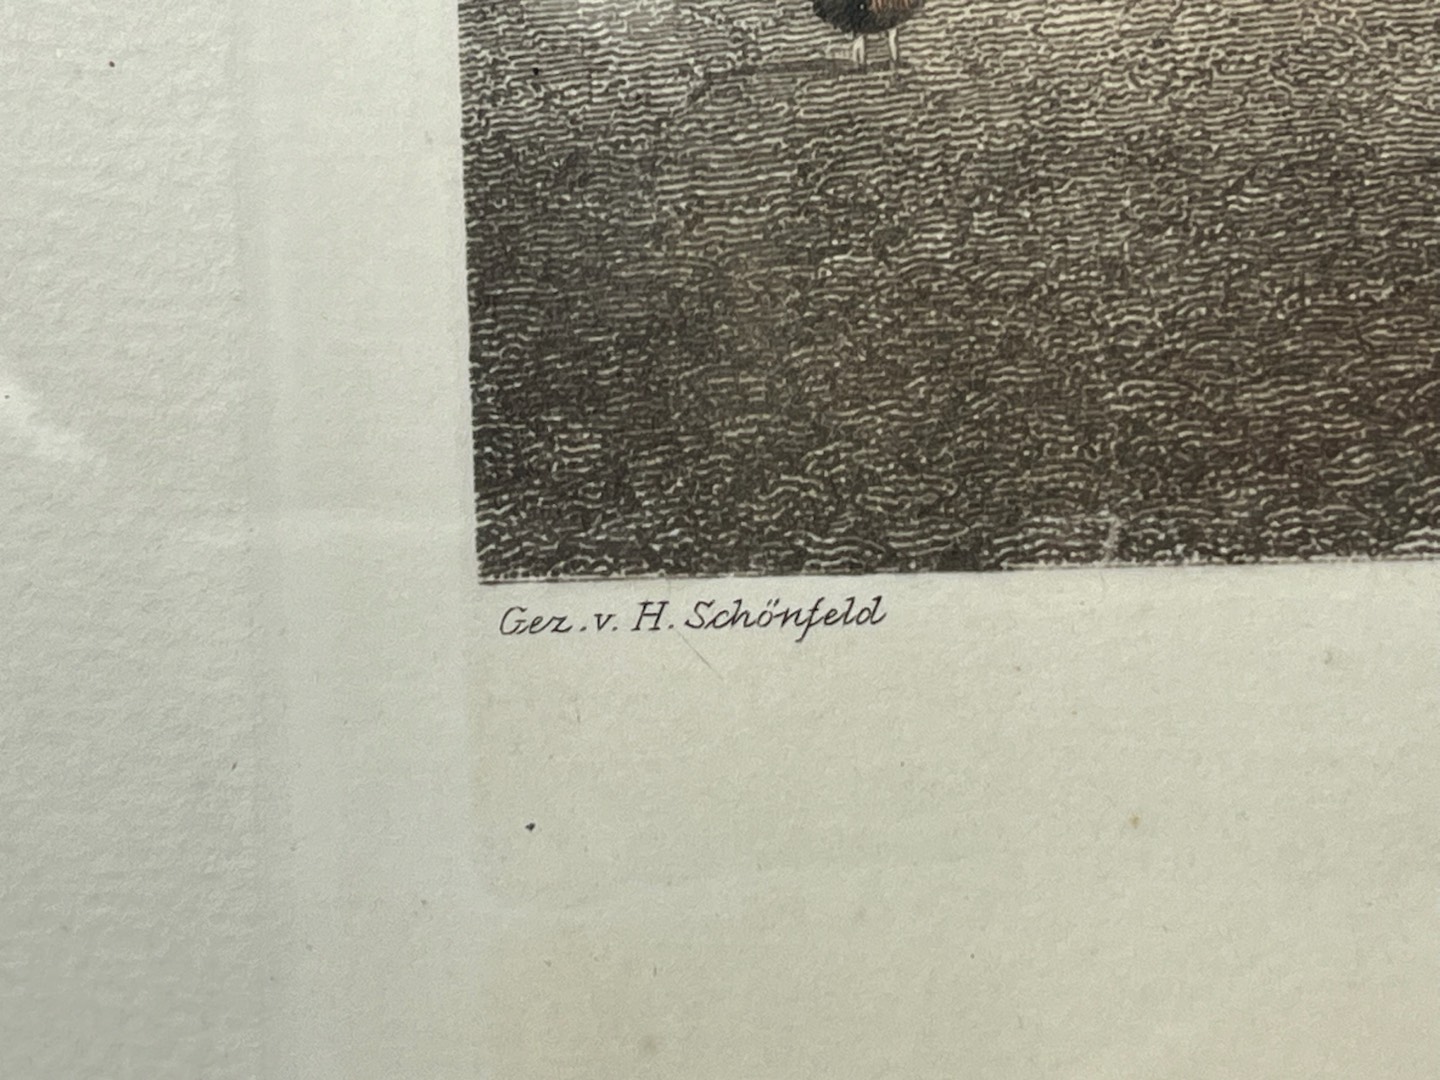 Gez. v. H. Schönfeld